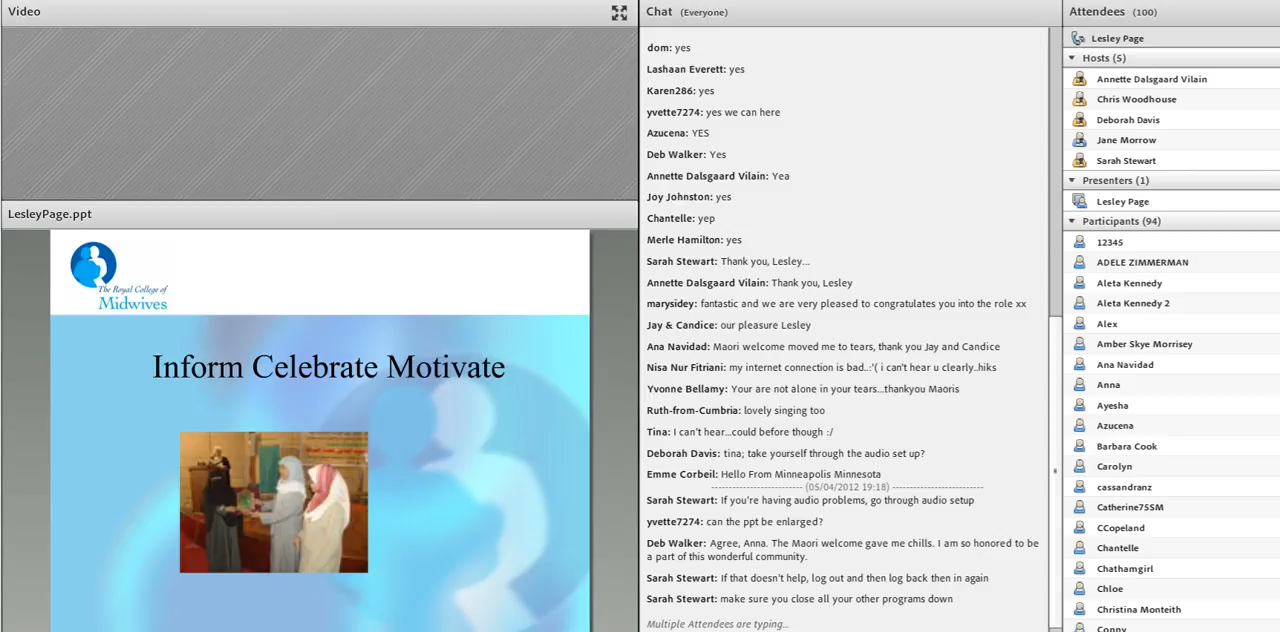 Video
LesleyPage.ppt
The Royal College of
Midwives
Inform Celebrate Motivate
Chat (Everyone)
dom: yes
Lashaan Everett: yes
Karen286: yes
yvette7274: yes we can here
Azucena: YES
Deb Walker: Yes
Annette Dalsgaard Vilain: Yea
Joy Johnston: yes
Chantelle: yep
Merle Hamilton: yes
Sarah Stewart: Thank you, Lesley...
Annette Dalsgaard Vilain: Thank you, Lesley
marysidey: fantastic and we are very pleased to congratulates you into the role xx
Jay & Candice: our pleasure Lesley
Ana Navidad: Maori welcome moved me to tears, thank you Jay and Candice
Nisa Nur Fitriani: my internet connection is bad..:'( i can't hear u clearly..hiks
Yvonne Bellamy: Your are not alone in your tears...thankyou Maoris
Ruth-from-Cumbria: lovely singing too
Tina: I can't hear...could before though :/
Deborah Davis: tina; take yourself through the audio set up?
Emme Corbeil: Hello From Minneapolis Minnesota
------------------------- (05/04/2012 19:18) -------------------------
Sarah Stewart: If you're having audio problems, go through audio setup
yvette7274: can the ppt be enlarged?
Deb Walker: Agree, Anna. The Maori welcome gave me chills. I am so honored to be
a part of this wonderful community.
Sarah Stewart: If that doesn't help, log out and then log back then in again
Sarah Stewart: make sure you close all your other programs down
Multiple Attendees are typing...
Attendees (100)
Lesley Page
Hosts (5)
Annette Dalsgaard Vilain
Chris Woodhouse
Deborah Davis
Jane Morrow
Sarah Stewart
Presenters (1)
Lesley Page
Participants (94)
12345
ADELE ZIMMERMAN
Aleta Kennedy
Aleta Kennedy 2
Alex
Amber Skye Morrisey
Ana Navidad
Anna
Ayesha
Azucena
Barbara Cook
Carolyn
cassandranz
Catherine75SM
CCopeland
Chantelle
Chathamgirl
Chloe
Christina Monteith
Conny